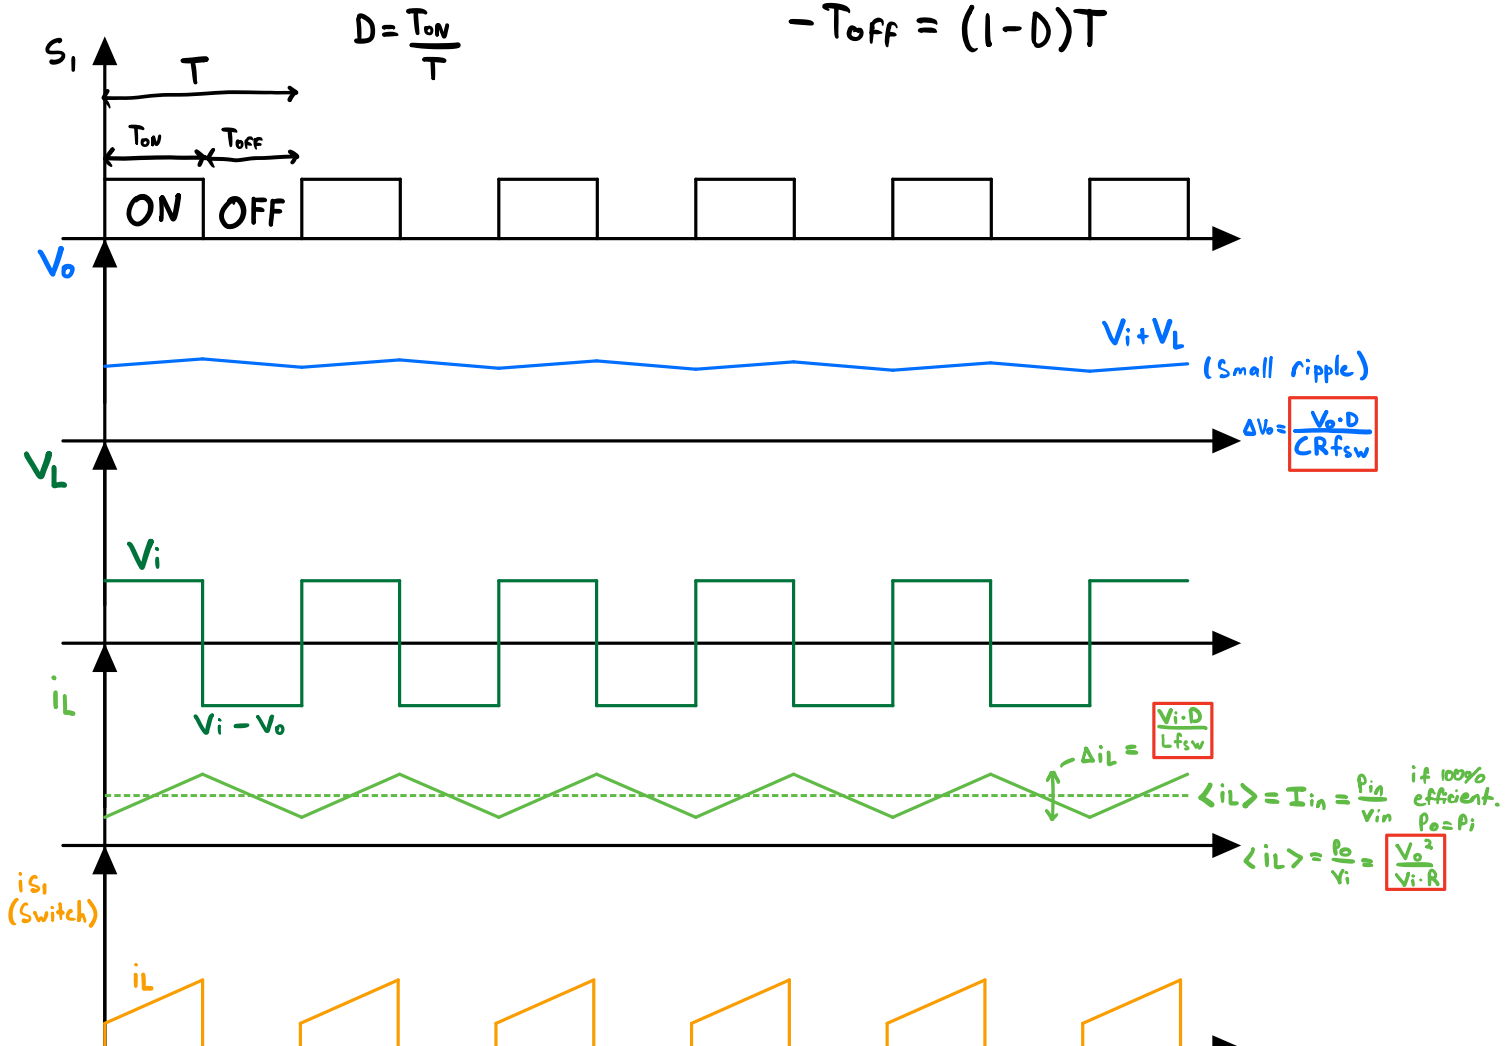 D = TON/T
-TOFF = (1-D)T
S1
T
TON
TOFF
ON
OFF
Vo
Vi+VL
(small ripple)
ΔVo = Vo·D/CRfsw
VL
Vi
Vi-Vo
iL
ΔiL = Vi·D/Lfsw
<iL> = Iin = Pin/Vin
if 100%
efficient.
Po=Pi
<iL> = Po/Vi = Vo²/Vi·R
iS1
(Switch)
iL